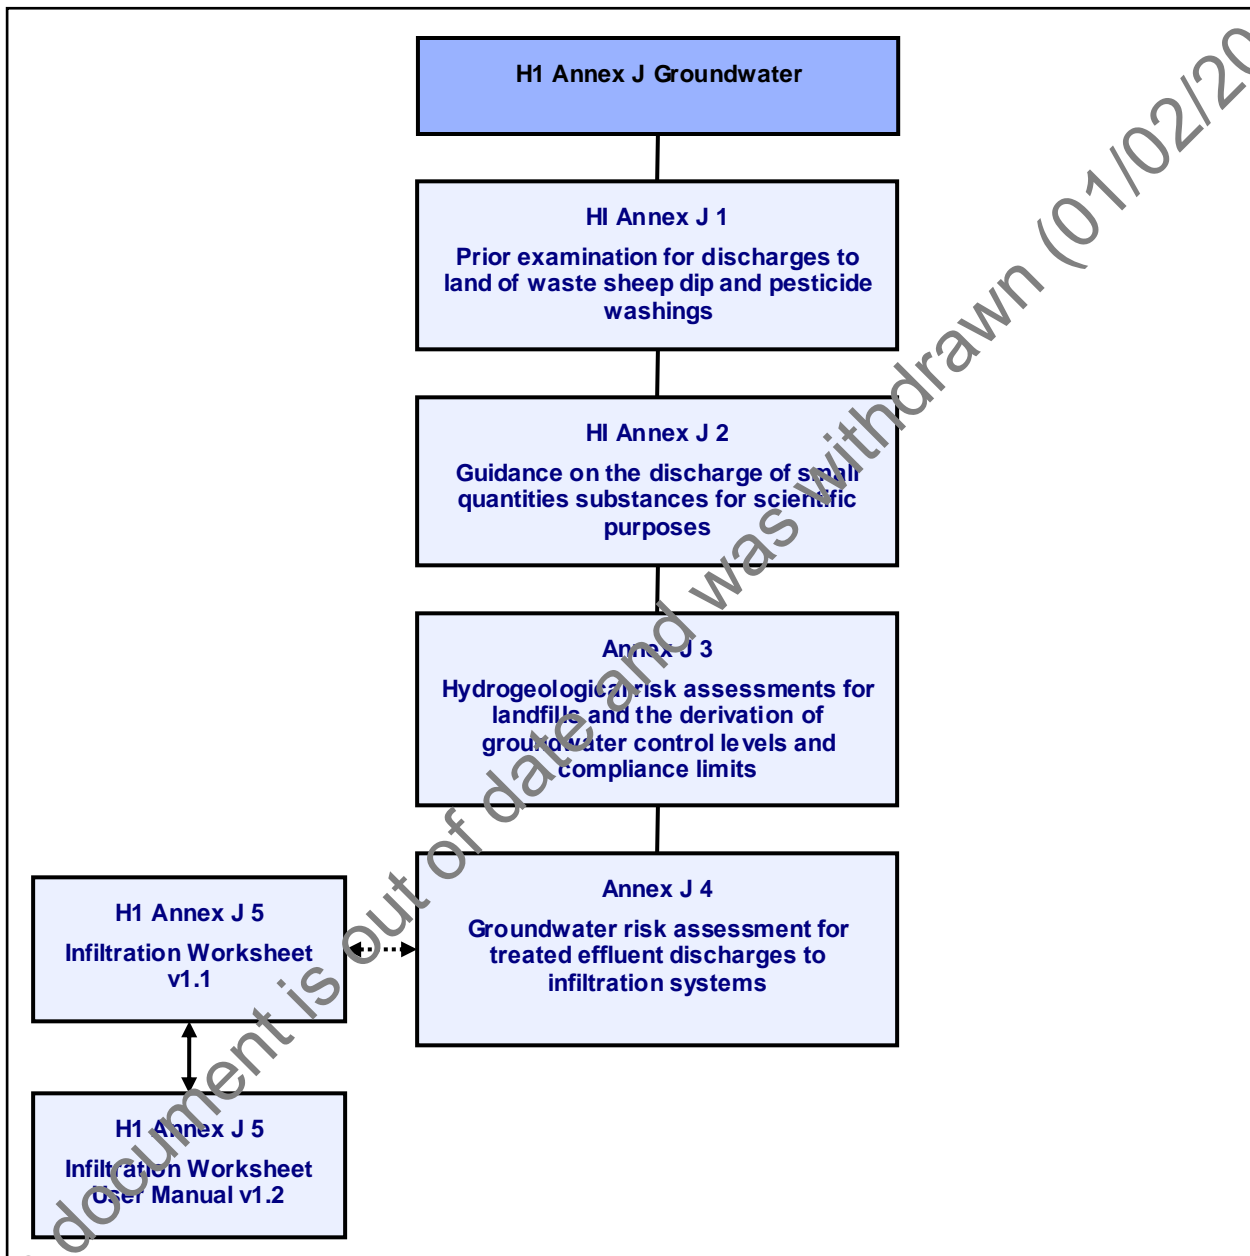 H1 Annex J Groundwater
HI Annex J 1
Prior examination for discharges to
land of waste sheep dip and pesticide
washings
HI Annex J 2
Guidance on the discharge of small
quantities substances for scientific
purposes
Annex J 3
Hydrogeological risk assessments for
landfills and the derivation of
groundwater control levels and
compliance limits
Annex J 4
Groundwater risk assessment for
treated effluent discharges to
infiltration systems
H1 Annex J 5
Infiltration Worksheet
v1.1
H1 Annex J 5
Infiltration Worksheet
User Manual v1.2
document is out of date and was withdrawn (01/02/20